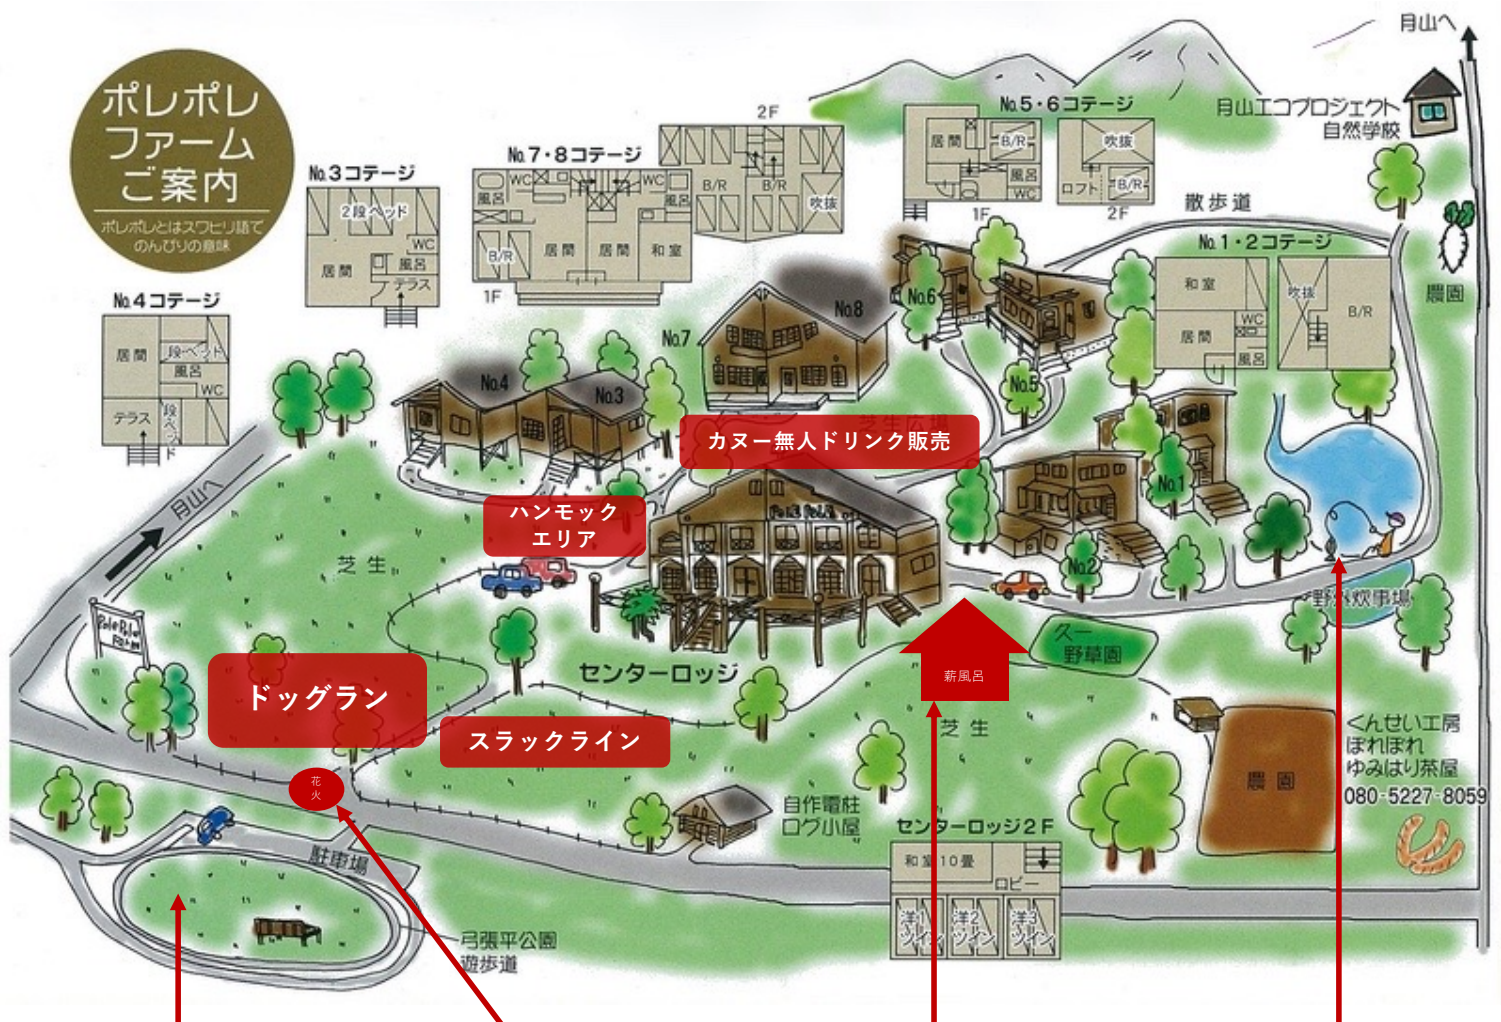 ポレポレ
ファーム
ご案内
ポレポレとはスワヒリ語で
のんびりの意味
月山へ
月山エコプロジェクト
自然学校
No.5・6コテージ
居間
B/R
風呂
WC
1F
吹抜
ロフト
B/R
2F
2F
B/R
B/R
吹抜
No.7・8コテージ
風呂
WC
WC
風呂
B/R
居間
居間
和室
1F
No.3コテージ
2段ベッド
WC
居間
風呂
テラス
No.4コテージ
居間
段ベッド
風呂
WC
テラス
段ベッド
散歩道
No.1・2コテージ
和室
居間
WC
風呂
吹抜
B/R
農園
No.6
No.8
No.7
No.5
No.4
No.3
カヌー無人ドリンク販売
No.1
No.2
月山へ
ハンモック
エリア
芝生
Pole Pole
Pole Pole
Farm
野外炊事場
久一
野草園
センターロッジ
薪風呂
ドッグラン
スラックライン
芝生
花
火
農園
くんせい工房
ぽれぽれ
ゆみはり茶屋
080-5227-8059
自作電柱
ログ小屋
センターロッジ2F
和室10畳
ロビー
洋1
ツイン
洋2
ツイン
洋3
ツイン
駐車場
弓張平公園
遊歩道